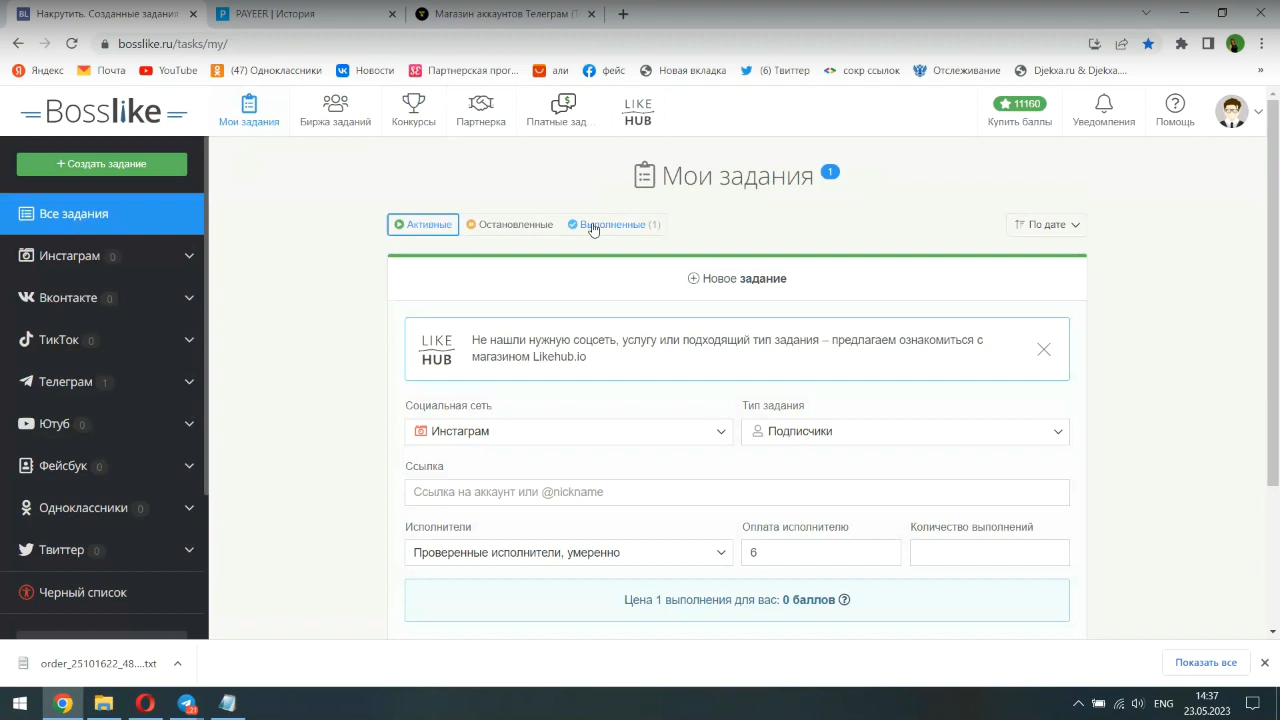 BL Накрутить. Созданные задания
P PAYEER | История
Магазин аккаунтов Телеграм (Т
bosslike.ru/tasks/my/
Яндекс
Почта
YouTube
(47) Одноклассники
Новости
Партнерская прог...
али
фейс
Новая вкладка
(6) Твиттер
сокр ссылок
Отслеживание
Djekxa.ru & Djekxa....
»
Bosslike
Мои задания
Биржа заданий
Конкурсы
Партнерка
Платные зад...
LIKE
HUB
11160
Купить баллы
Уведомления
Помощь
+ Создать задание
Все задания
Инстаграм 0
Вконтакте 0
ТикТок 0
Телеграм 1
Ютуб 0
Фейсбук 0
Одноклассники 0
Твиттер 0
Черный список
Мои задания 1
Активные
Остановленные
Выполненные (1)
По дате
Новое задание
LIKE
HUB
Не нашли нужную соцсеть, услугу или подходящий тип задания – предлагаем ознакомиться с
магазином Likehub.io
Социальная сеть
Тип задания
Инстаграм
Подписчики
Ссылка
Ссылка на аккаунт или @nickname
Исполнители
Оплата исполнителю
Количество выполнений
Проверенные исполнители, умеренно
6
Цена 1 выполнения для вас: 0 баллов
order_25101622_48....txt
Показать все
21
ENG
14:37
23.05.2023